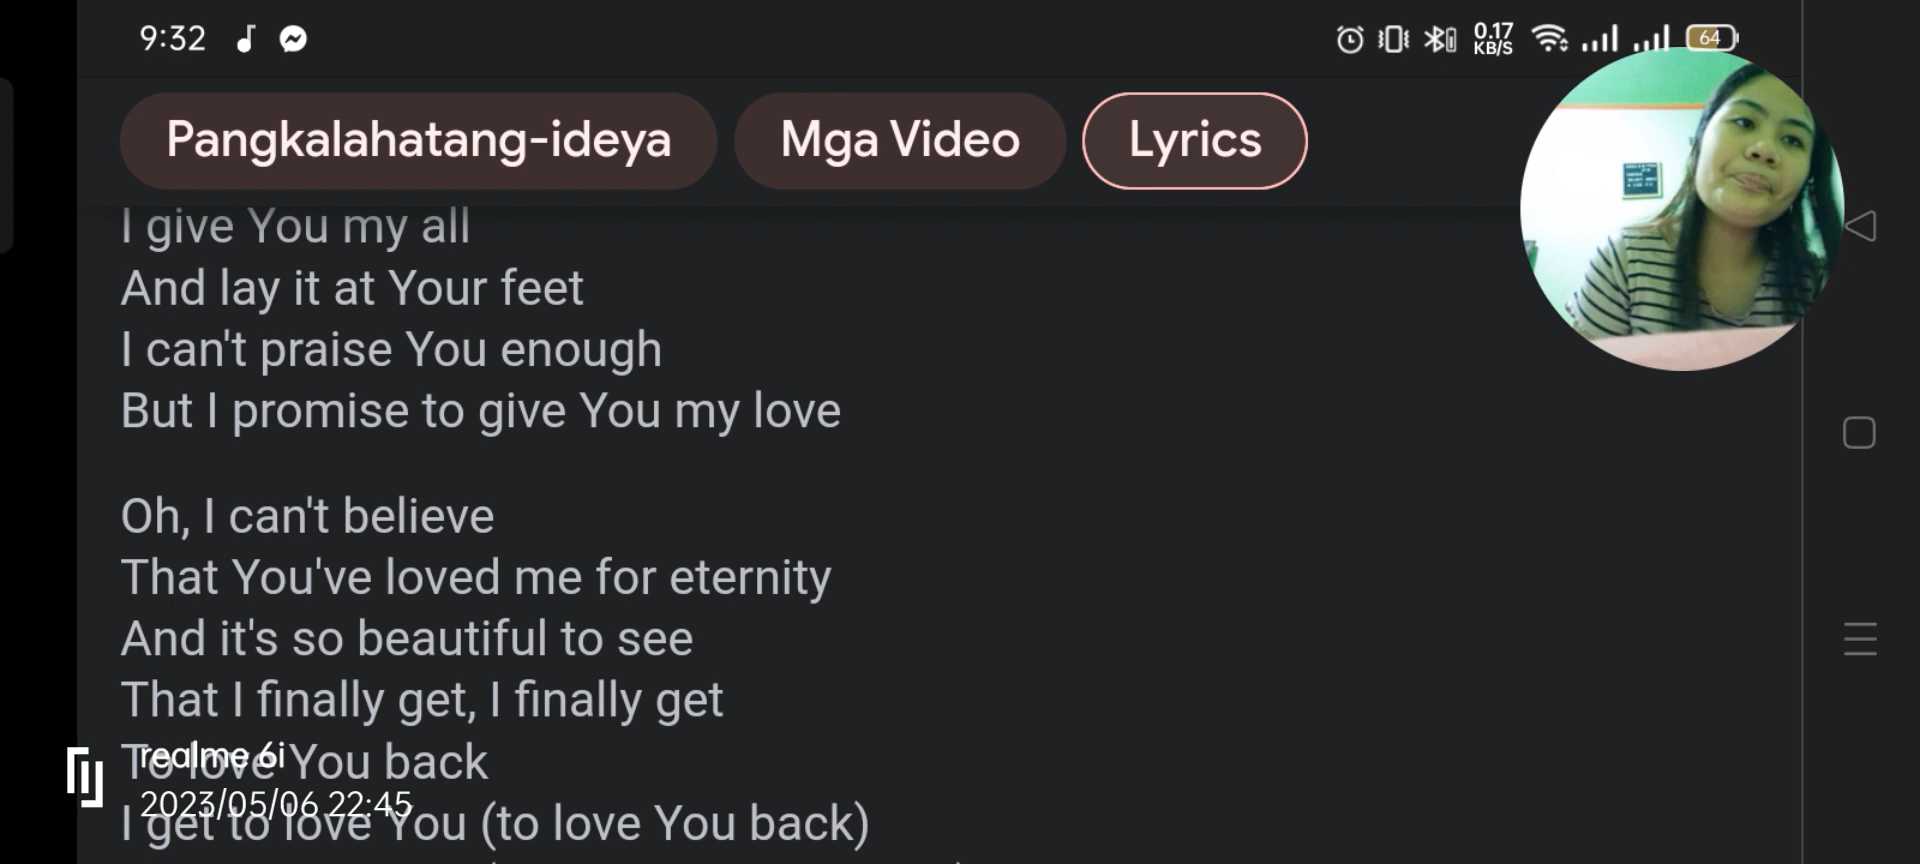 9:32
0.17 KB/S
64
Pangkalahatang-ideya
Mga Video
Lyrics
I give You my all
And lay it at Your feet
I can't praise You enough
But I promise to give You my love
Oh, I can't believe
That You've loved me for eternity
And it's so beautiful to see
That I finally get, I finally get
To love You back
realme 6i
I get to love You (to love You back)
2023/05/06 22:45